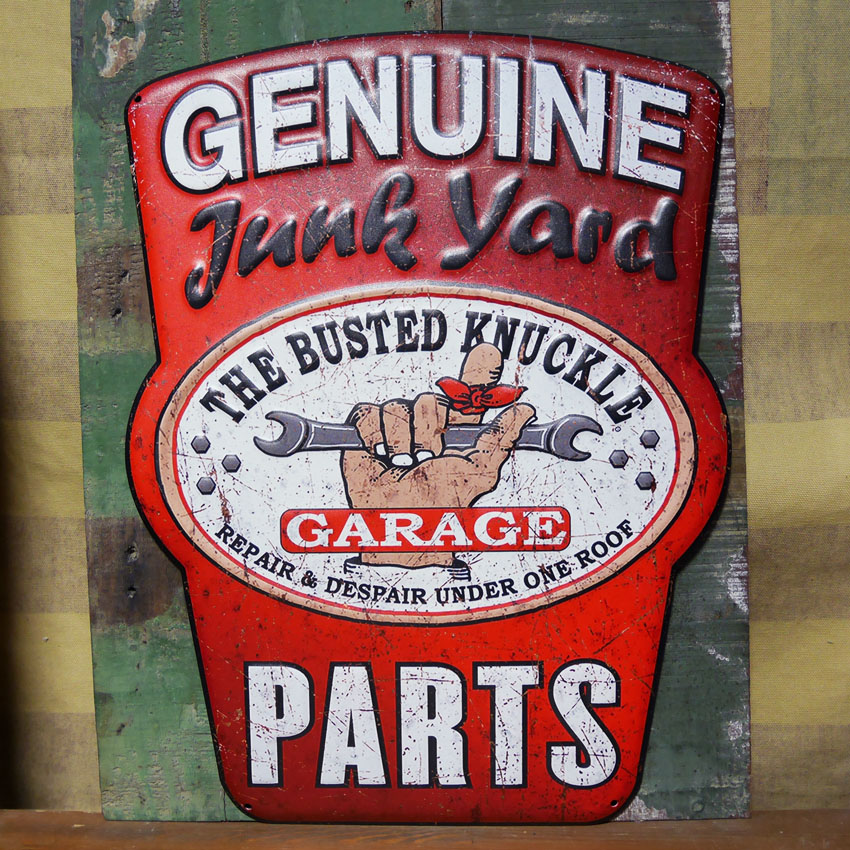 GENUINE
Junk Yard
THE BUSTED KNUCKLE
GARAGE
REPAIR & DESPAIR UNDER ONE ROOF
PARTS